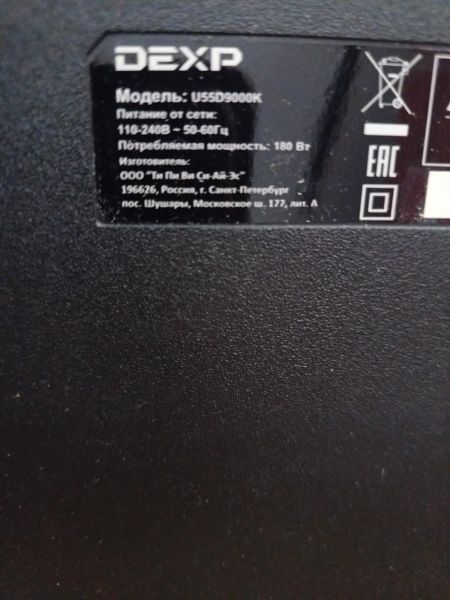 DEXP
Модель: U55D9000K
Питание от сети:
110-240В ~ 50-60Гц
Потребляемая мощность: 180 Вт
Изготовитель:
ООО "Ти Пи Ви Си-Ай-Эс"
196626, Россия, г. Санкт-Петербург
пос. Шушары, Московское ш. 177, лит. А
EAC